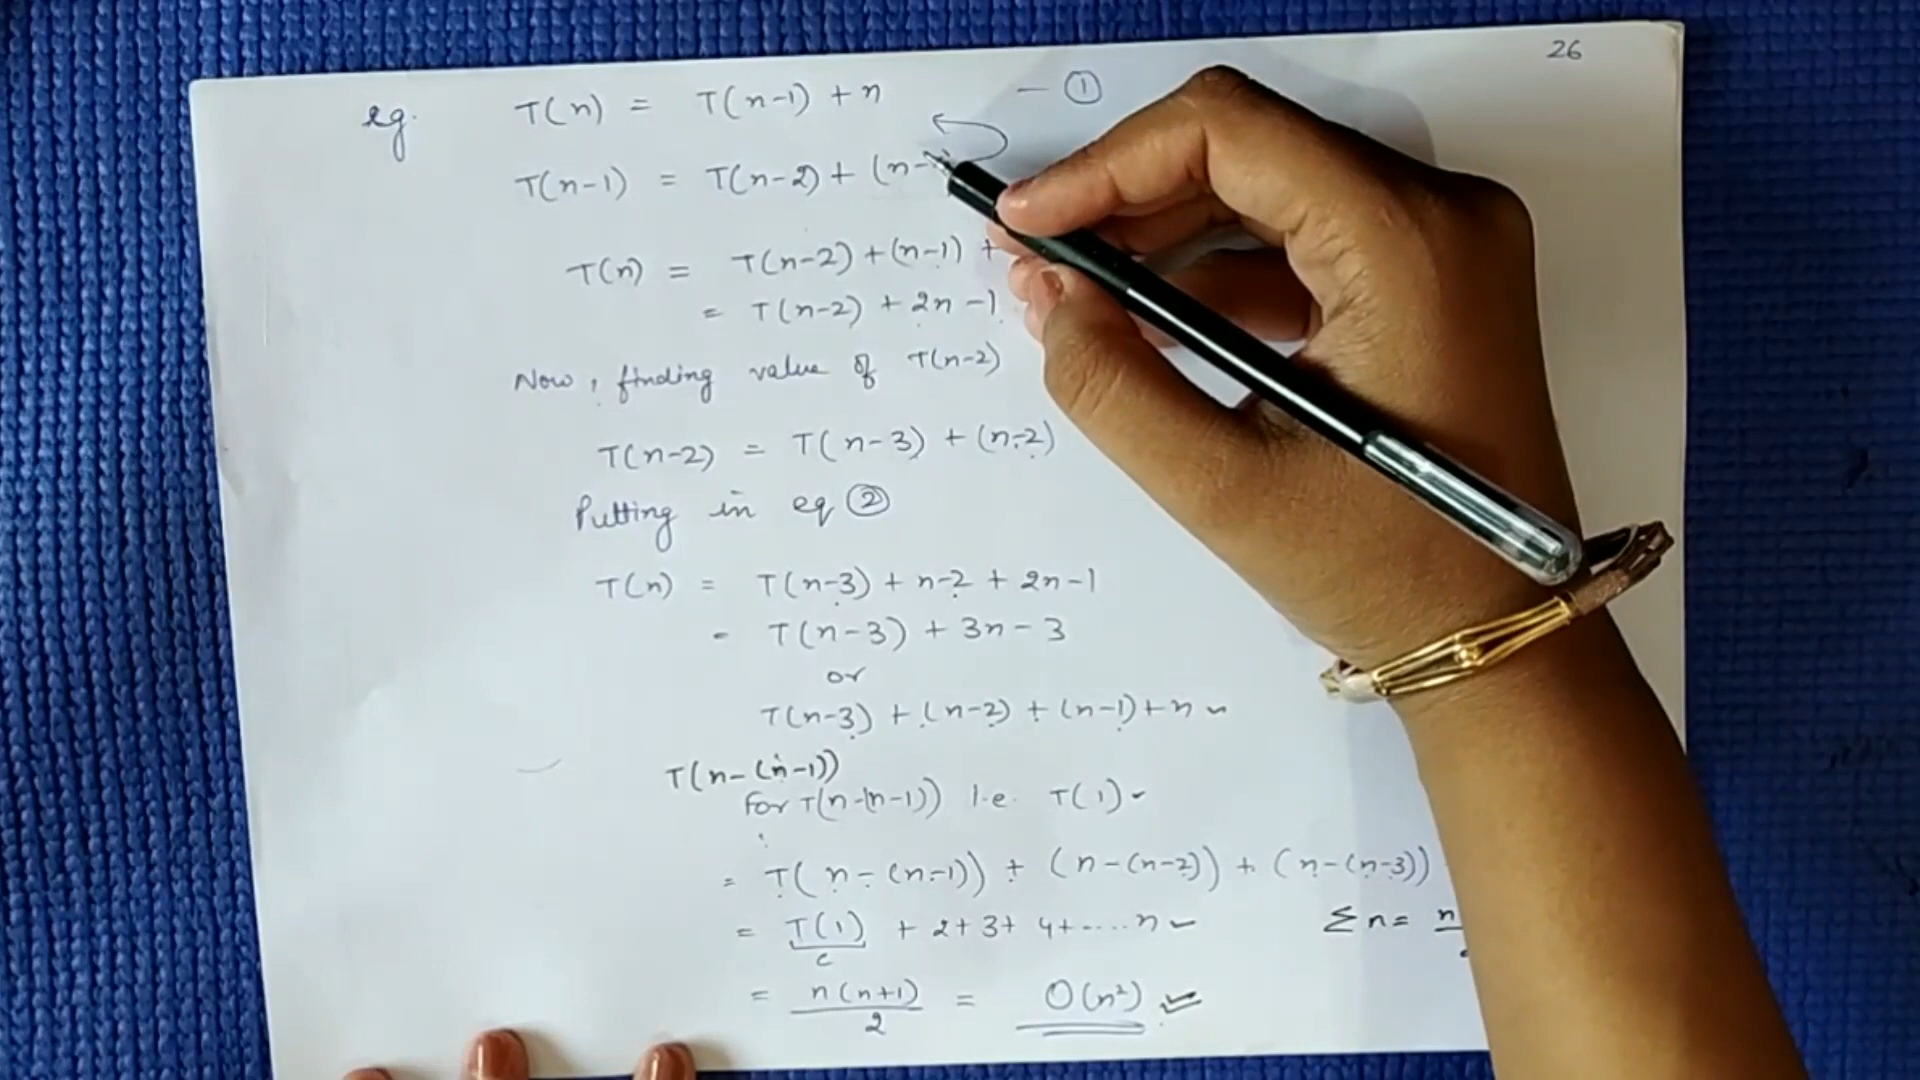 26
eg. T(n) = T(n-1) + n — ①
T(n-1) = T(n-2) + (n-
T(n) = T(n-2) + (n-1) +
= T(n-2) + 2n - 1
Now, finding value of T(n-2)
T(n-2) = T(n-3) + (n-2)
Putting in eq ②
T(n) = T(n-3) + n-2 + 2n-1
= T(n-3) + 3n - 3
or
T(n-3) + (n-2) + (n-1) + n
T(n-(n-1))
For T(n-(n-1)) i.e. T(1)
= T(n-(n-1)) + (n-(n-2)) + (n-(n-3))
= T(1) + 2+3+ 4+....n Σn = n
c
= n(n+1)/2 = O(n²)